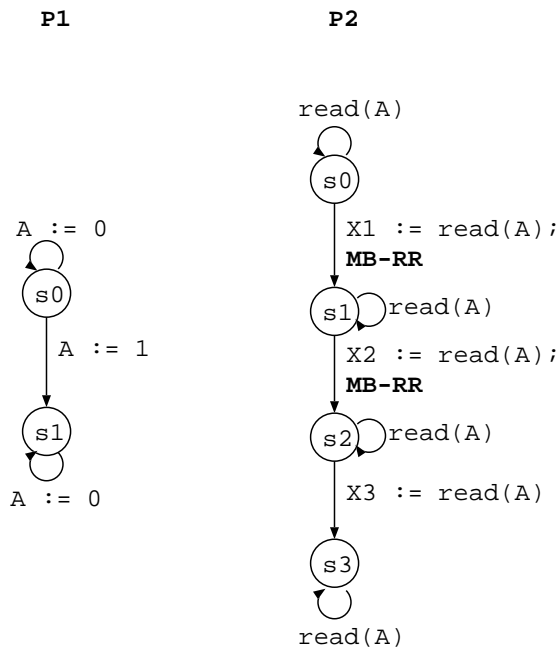 P1
P2
read(A)
s0
X1 := read(A);
MB-RR
s1
read(A)
X2 := read(A);
MB-RR
s2
read(A)
X3 := read(A)
s3
read(A)
A := 0
s0
A := 1
s1
A := 0